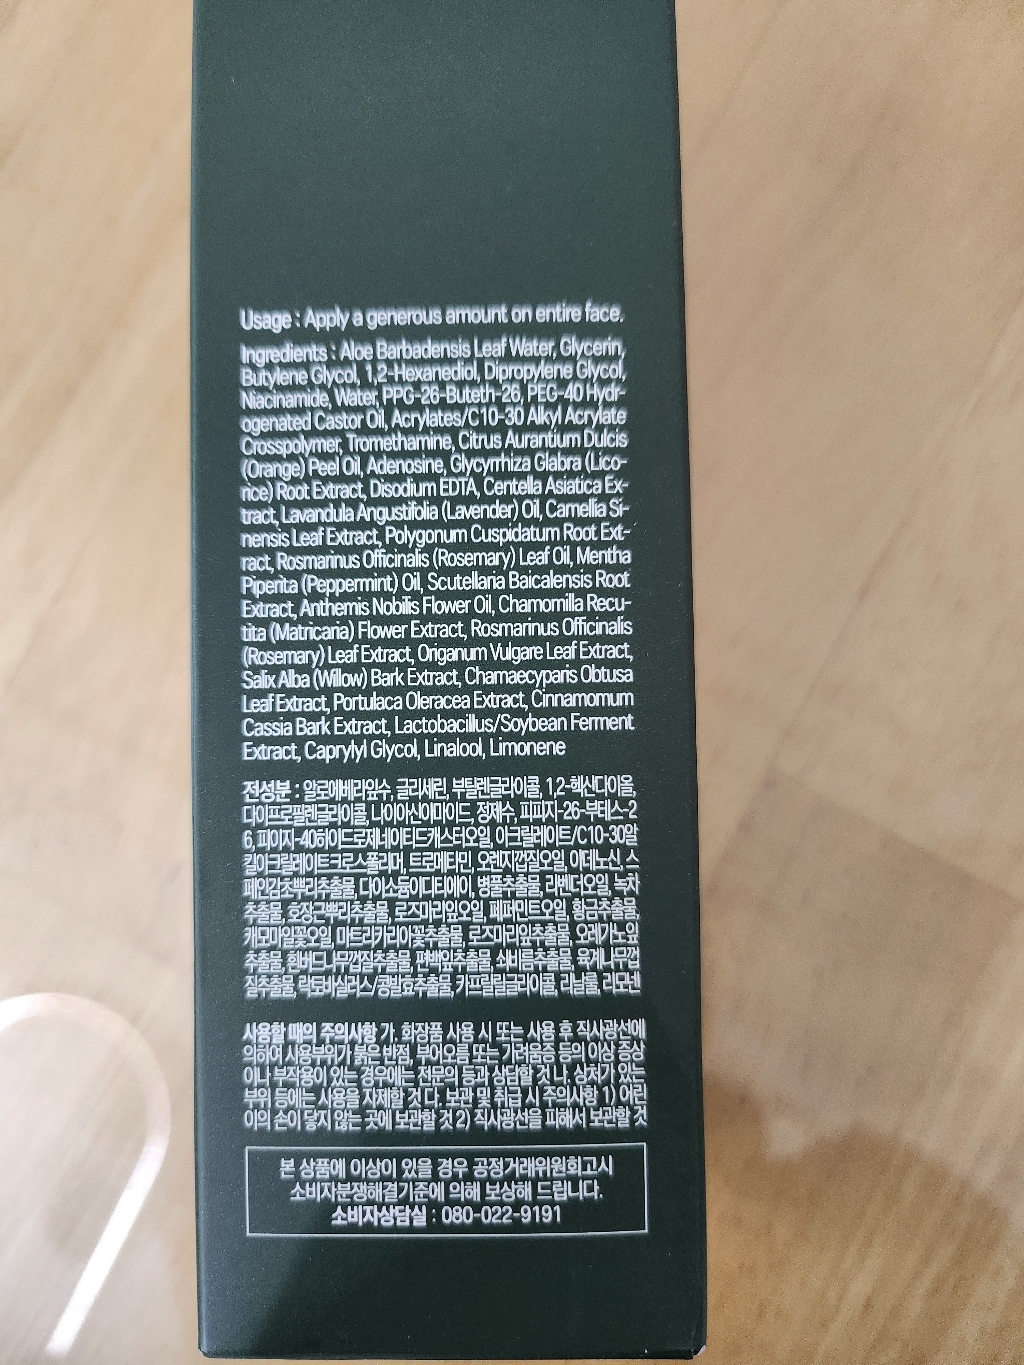 Usage : Apply a generous amount on entire face.
Ingredients : Aloe Barbadensis Leaf Water, Glycerin,
Butylene Glycol, 1,2-Hexanediol, Dipropylene Glycol,
Niacinamide, Water, PPG-26-Buteth-26, PEG-40 Hydr-
ogenated Castor Oil, Acrylates/C10-30 Alkyl Acrylate
Crosspolymer, Tromethamine, Citrus Aurantium Dulcis
(Orange) Peel Oil, Adenosine, Glycyrrhiza Glabra (Lico-
rice) Root Extract, Disodium EDTA, Centella Asiatica Ex-
tract, Lavandula Angustifolia (Lavender) Oil, Camellia Si-
nensis Leaf Extract, Polygonum Cuspidatum Root Ext-
ract, Rosmarinus Officinalis (Rosemary) Leaf Oil, Mentha
Piperita (Peppermint) Oil, Scutellaria Baicalensis Root
Extract, Anthemis Nobilis Flower Oil, Chamomilla Recu-
tita (Matricaria) Flower Extract, Rosmarinus Officinalis
(Rosemary) Leaf Extract, Origanum Vulgare Leaf Extract,
Salix Alba (Willow) Bark Extract, Chamaecyparis Obtusa
Leaf Extract, Portulaca Oleracea Extract, Cinnamomum
Cassia Bark Extract, Lactobacillus/Soybean Ferment
Extract, Caprylyl Glycol, Linalool, Limonene
전성분 : 알로에베라잎수, 글리세린, 부틸렌글라이콜, 1,2-헥산다이올,
다이프로필렌글라이콜, 나이아신아마이드, 정제수, 피피지-26-부테스-2
6, 피이지-40하이드로제네이티드캐스터오일, 아크릴레이트/C10-30알
킬아크릴레이트크로스폴리머, 트로메타민, 오렌지껍질오일, 아데노신, 스
페인감초뿌리추출물, 다이소듐이디티에이, 병풀추출물, 라벤더오일, 녹차
추출물, 호장근뿌리추출물, 로즈마리잎오일, 페퍼민트오일, 황금추출물,
캐모마일꽃오일, 마트리카리아꽃추출물, 로즈마리잎추출물, 오레가노잎
추출물, 흰버드나무껍질추출물, 편백잎추출물, 쇠비름추출물, 육계나무껍
질추출물, 락토바실러스/콩발효추출물, 카프릴릴글라이콜, 리날룰, 리모넨
사용할 때의 주의사항 가. 화장품 사용 시 또는 사용 후 직사광선에
의하여 사용부위가 붉은 반점, 부어오름 또는 가려움증 등의 이상 증상
이나 부작용이 있는 경우에는 전문의 등과 상담할 것 나. 상처가 있는
부위 등에는 사용을 자제할 것 다. 보관 및 취급 시 주의사항 1) 어린
이의 손이 닿지 않는 곳에 보관할 것 2) 직사광선을 피해서 보관할 것
본 상품에 이상이 있을 경우 공정거래위원회고시
소비자분쟁해결기준에 의해 보상해 드립니다.
소비자상담실 : 080-022-9191